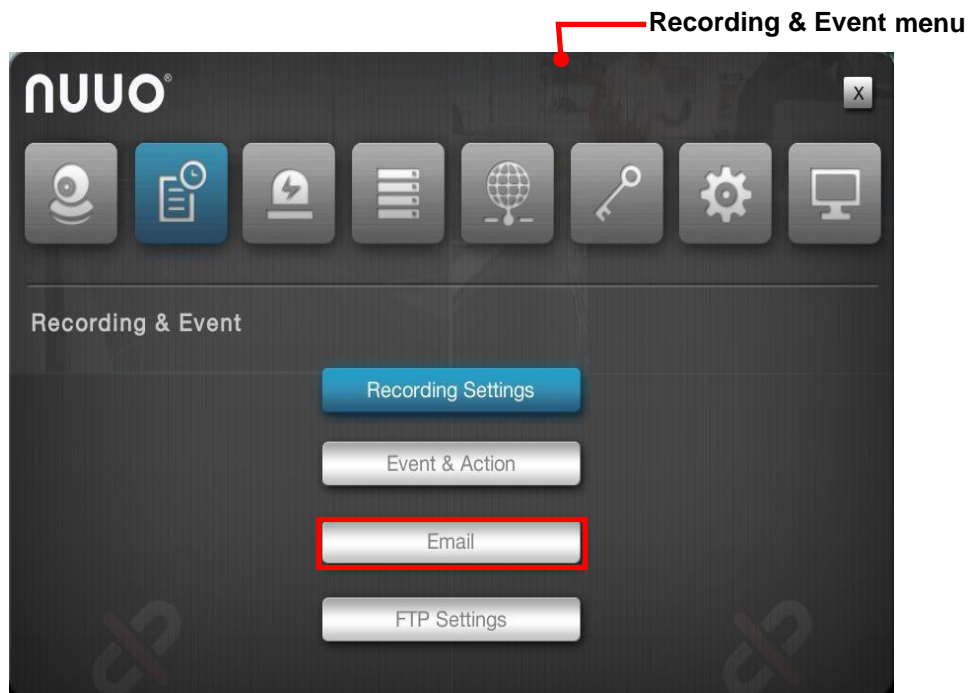 Recording & Event menu
nuuo®
X
Recording & Event
Recording Settings
Event & Action
Email
FTP Settings